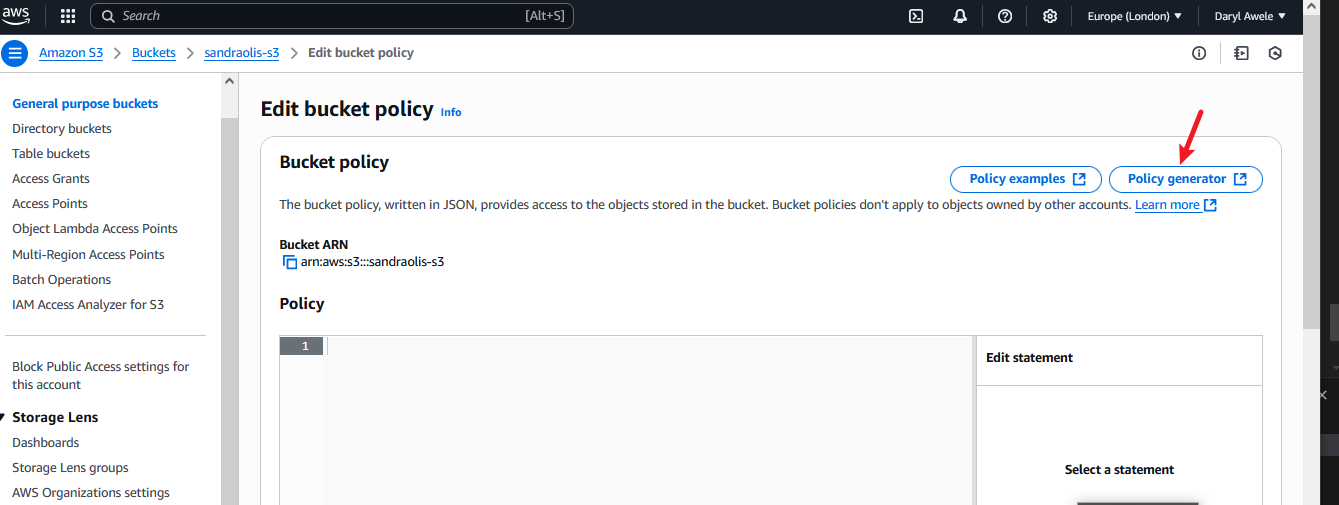 aws
Search
[Alt+S]
Europe (London)
Daryl Awele
Amazon S3 > Buckets > sandraolis-s3 > Edit bucket policy
General purpose buckets
Directory buckets
Table buckets
Access Grants
Access Points
Object Lambda Access Points
Multi-Region Access Points
Batch Operations
IAM Access Analyzer for S3
Block Public Access settings for
this account
Storage Lens
Dashboards
Storage Lens groups
AWS Organizations settings
Edit bucket policy Info
Bucket policy
Policy examples
Policy generator
The bucket policy, written in JSON, provides access to the objects stored in the bucket. Bucket policies don't apply to objects owned by other accounts. Learn more
Bucket ARN
arn:aws:s3:::sandraolis-s3
Policy
1
Edit statement
Select a statement